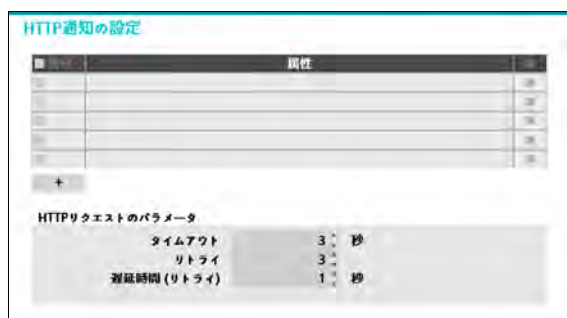 HTTP通知の設定
属性
+
HTTPリクエストのパラメータ
タイムアウト 3 秒
リトライ 3
遅延時間 (リトライ) 1 秒